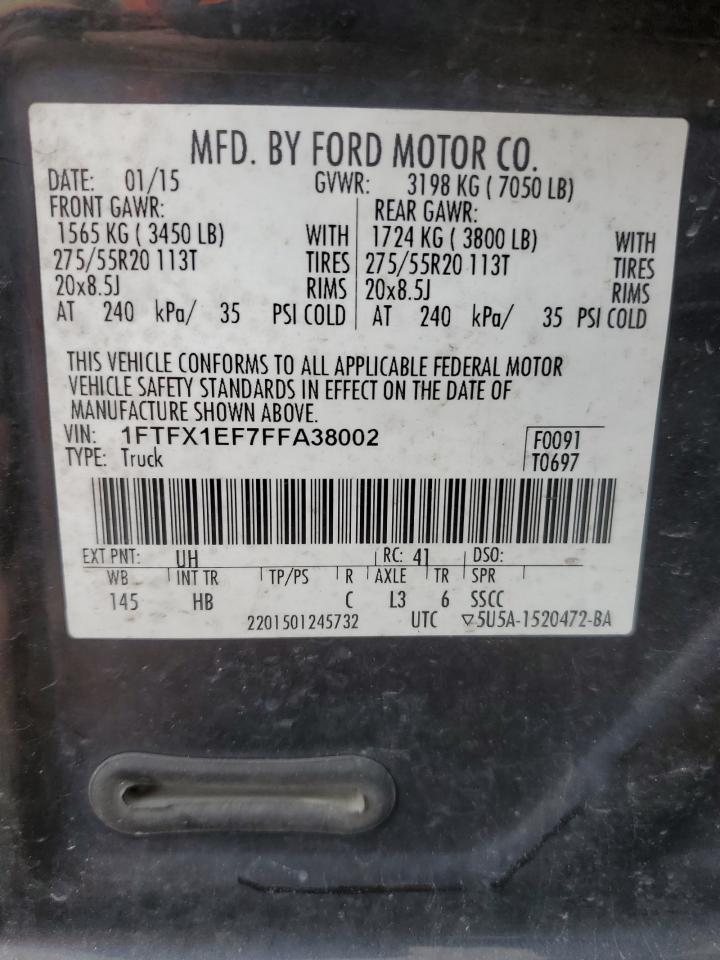 MFD. BY FORD MOTOR CO.
DATE: 01/15 GVWR: 3198 KG ( 7050 LB)
FRONT GAWR: REAR GAWR:
1565 KG ( 3450 LB) WITH 1724 KG ( 3800 LB) WITH
275/55R20 113T TIRES 275/55R20 113T TIRES
20x8.5J RIMS 20x8.5J RIMS
AT 240 kPa/ 35 PSI COLD AT 240 kPa/ 35 PSI COLD
THIS VEHICLE CONFORMS TO ALL APPLICABLE FEDERAL MOTOR
VEHICLE SAFETY STANDARDS IN EFFECT ON THE DATE OF
MANUFACTURE SHOWN ABOVE.
VIN: 1FTFX1EF7FFA38002 F0091
TYPE: Truck T0697
EXT PNT: UH RC: 41 DSO:
WB INT TR TP/PS R AXLE TR SPR
145 HB C L3 6 SSCC
2201501245732 UTC ▽5U5A-1520472-BA